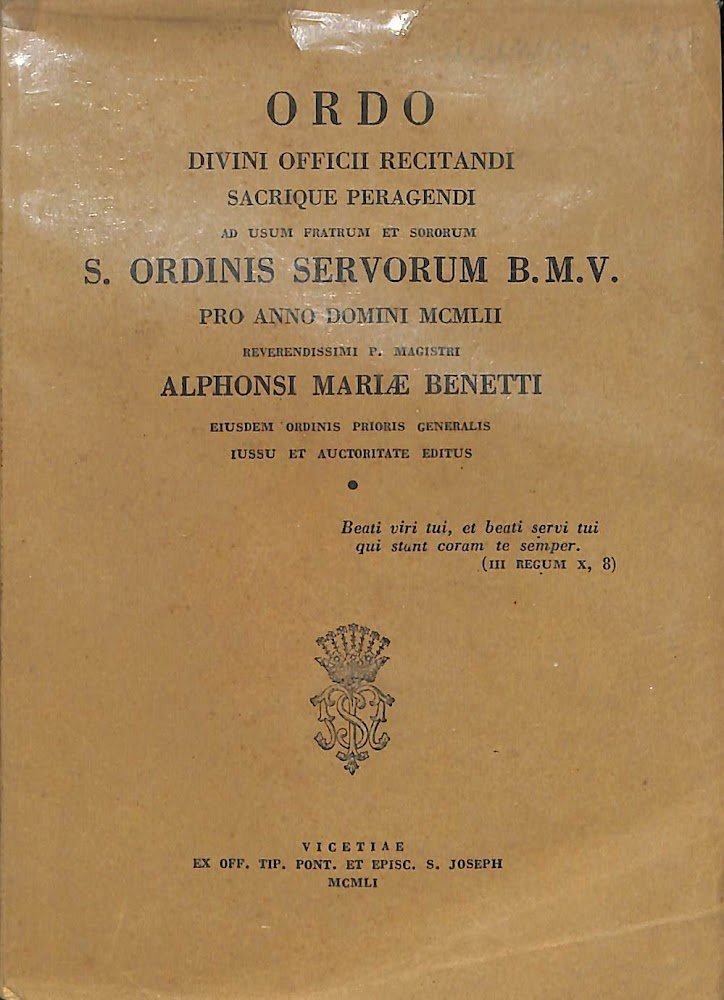 ORDO
DIVINI OFFICII RECITANDI
SACRIQUE PERAGENDI
AD USUM FRATRUM ET SORORUM
S. ORDINIS SERVORUM B.M.V.
PRO ANNO DOMINI MCMLII
REVERENDISSIMI P. MAGISTRI
ALPHONSI MARIÆ BENETTI
EIUSDEM ORDINIS PRIORIS GENERALIS
IUSSU ET AUCTORITATE EDITUS
Beati viri tui, et beati servi tui
qui stant coram te semper.
(III REGUM X, 8)
VICETIAE
EX OFF. TIP. PONT. ET EPISC. S. JOSEPH
MCMLI